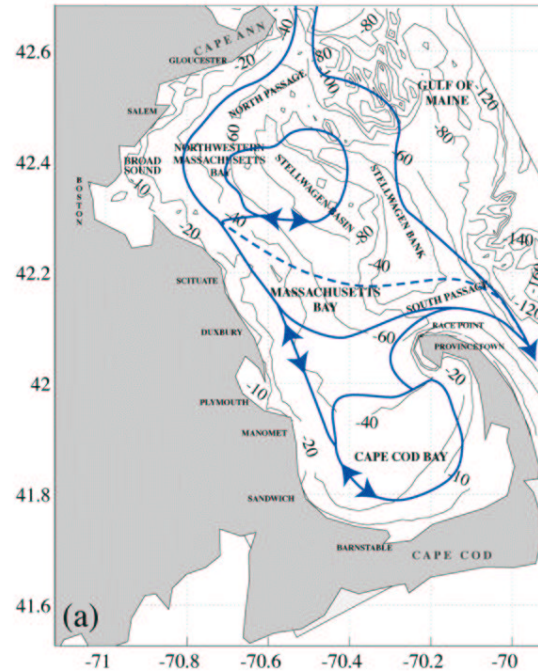 42.6
42.4
42.2
42
41.8
41.6
-71
-70.8
-70.6
-70.4
-70.2
-70
(a)
CAPE ANN
GLOUCESTER
-40
-20
-80
-80
-100
-120
GULF OF
MAINE
NORTH PASSAGE
-80
SALEM
60
-60
BROAD
SOUND
NORTHWESTERN
MASSACHUSETTS
BAY
-10
BOSTON
STELLWAGEN BASIN
STELLWAGEN BANK
-40
-80
-20
-140
-40
-120
SCITUATE
MASSACHUSETTS
BAY
SOUTH PASSAGE
DUXBURY
-60
RACE POINT
PROVINCETOWN
-20
-10
PLYMOUTH
-40
MANOMET
-20
CAPE COD BAY
-10
SANDWICH
BARNSTABLE
CAPE COD